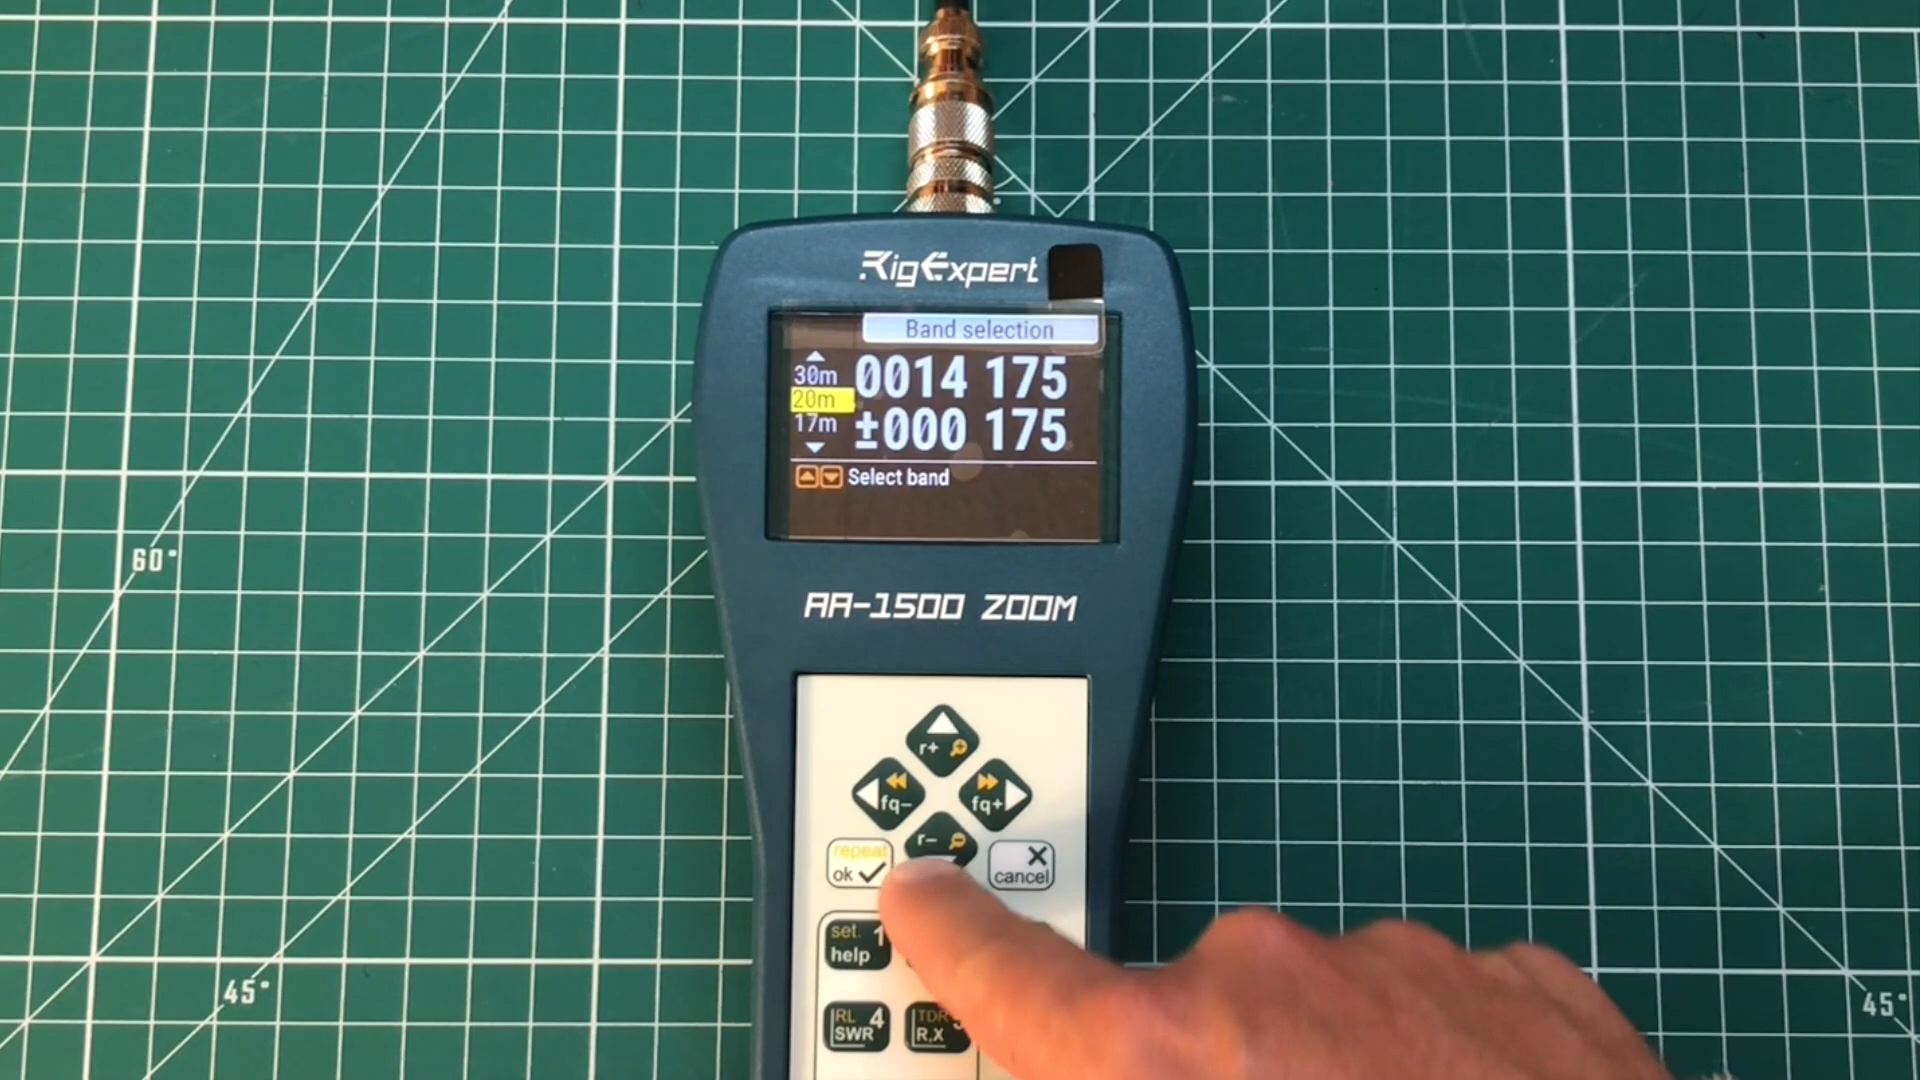 RigExpert
Band selection
30m
20m
17m
0014 175
±000 175
Select band
AA-1500 ZOOM
r+
fq-
fq+
r-
repeat
ok
cancel
set.
help
1
RL
SWR
4
TDR
R,X
60°
45°
45°